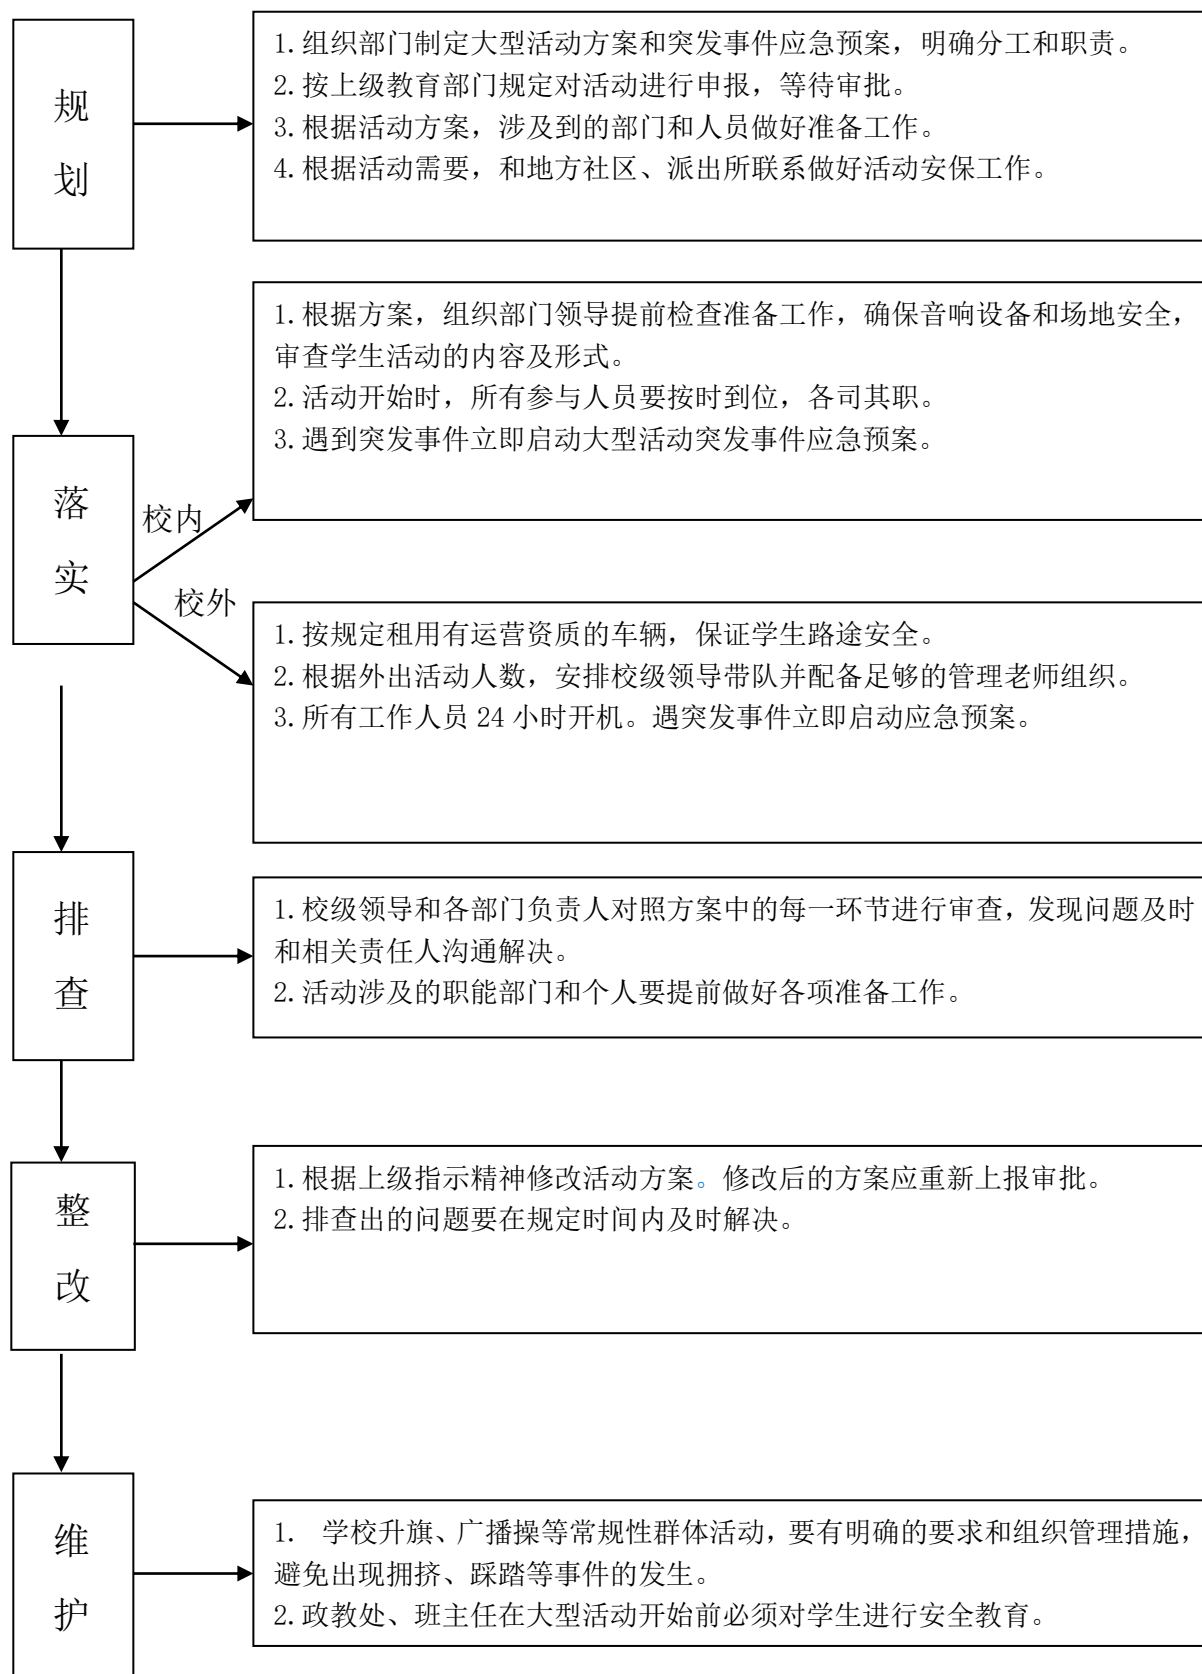 规
划
1.组织部门制定大型活动方案和突发事件应急预案，明确分工和职责。
2.按上级教育部门规定对活动进行申报，等待审批。
3.根据活动方案，涉及到的部门和人员做好准备工作。
4.根据活动需要，和地方社区、派出所联系做好活动安保工作。
落
实
校内
1.根据方案，组织部门领导提前检查准备工作，确保音响设备和场地安全，
审查学生活动的内容及形式。
2.活动开始时，所有参与人员要按时到位，各司其职。
3.遇到突发事件立即启动大型活动突发事件应急预案。
校外
1.按规定租用有运营资质的车辆，保证学生路途安全。
2.根据外出活动人数，安排校级领导带队并配备足够的管理老师组织。
3.所有工作人员 24 小时开机。遇突发事件立即启动应急预案。
排
查
1.校级领导和各部门负责人对照方案中的每一环节进行审查，发现问题及时
和相关责任人沟通解决。
2.活动涉及的职能部门和个人要提前做好各项准备工作。
整
改
1.根据上级指示精神修改活动方案。修改后的方案应重新上报审批。
2.排查出的问题要在规定时间内及时解决。
维
护
1. 学校升旗、广播操等常规性群体活动，要有明确的要求和组织管理措施，
避免出现拥挤、踩踏等事件的发生。
2.政教处、班主任在大型活动开始前必须对学生进行安全教育。